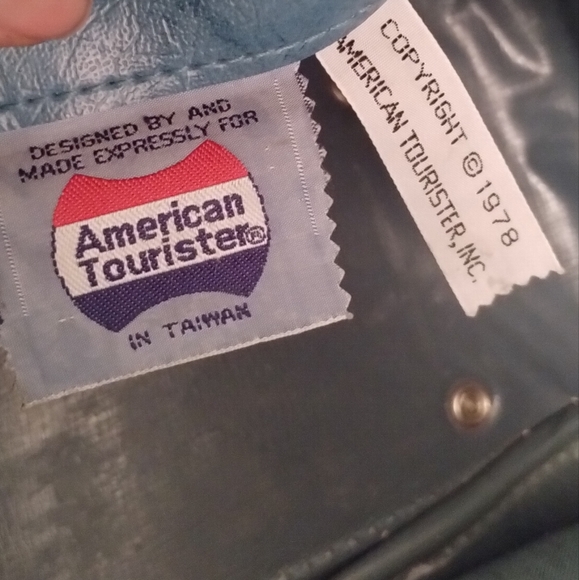 DESIGNED BY AND
MADE EXPRESSLY FOR
American
Tourister®
IN TAIWAN
COPYRIGHT © 1978
AMERICAN TOURISTER, INC.